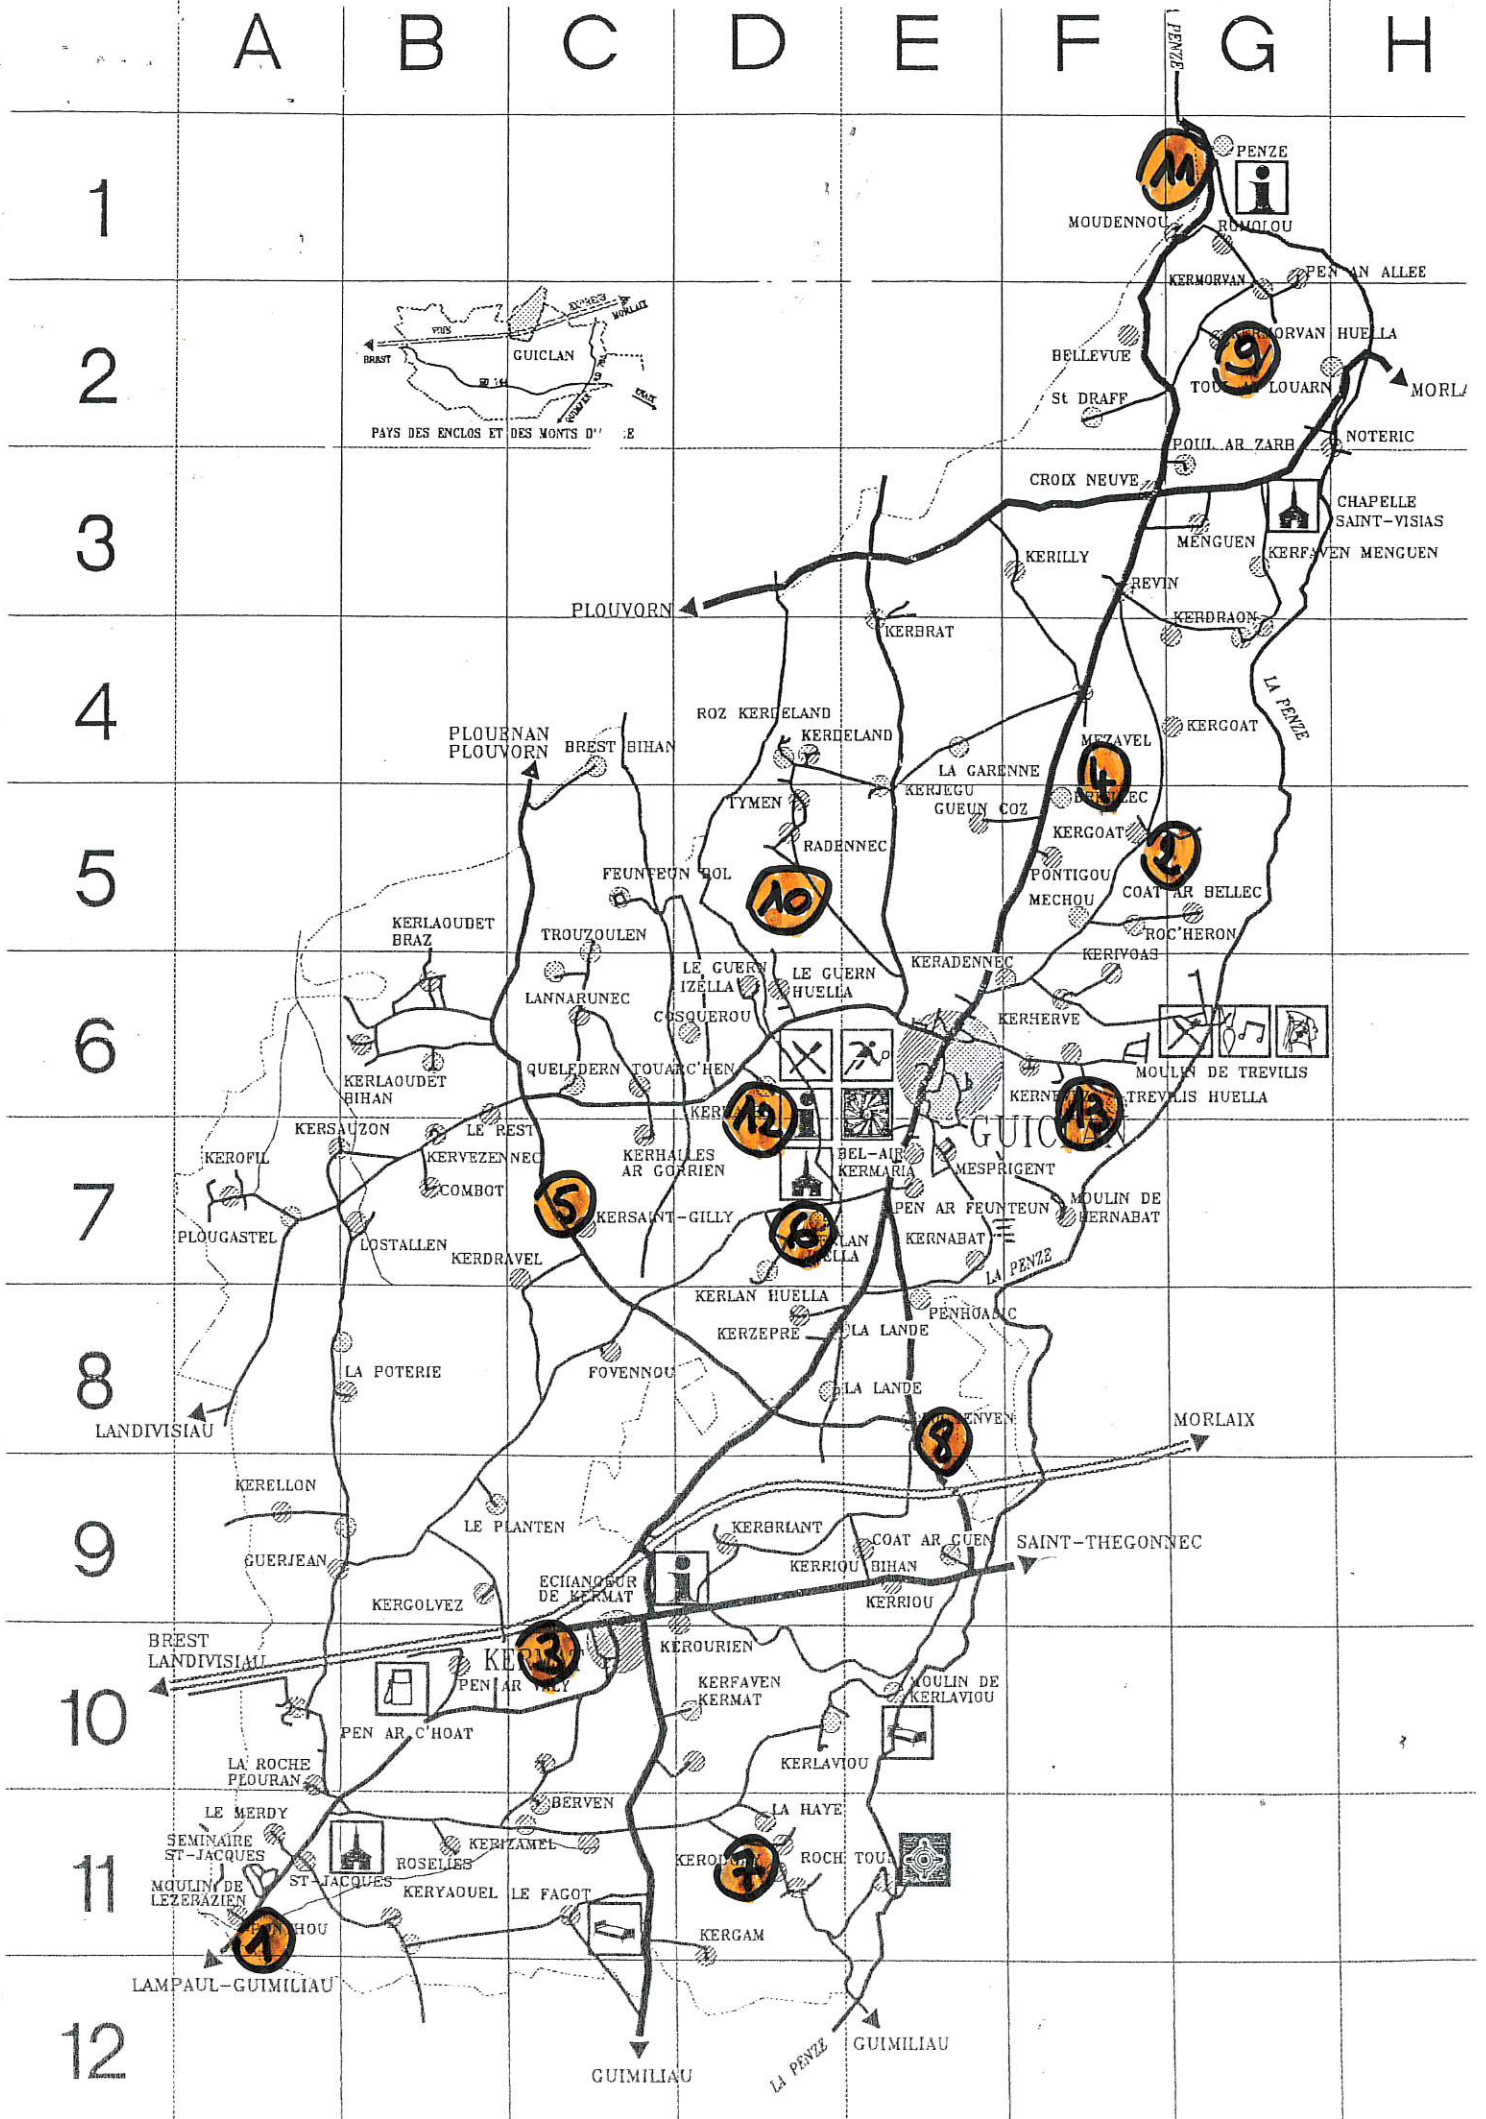 A B C D E F G H
LA PENZE
1
11
PENZE
MOUDENNOU
ROMOLOU
KERMORVAN
PEN AN ALLEE
2
BREST
MORLAIX
GUICLAN
PAYS DES ENCLOS ET DES MONTS D'
BELLEVUE
9
HUELLA
MORLA
St DRAFF
NOTERIC
POUL AR ZARB
CROIX NEUVE
3
CHAPELLE
SAINT-VISIAS
MENGUEN
KERFAVEN MENGUEN
KERILLY
REVIN
PLOUVORN
KERDRAON
KERBRAT
4
LA PENZE
ROZ KERDELAND
KERDELAND
KERGOAT
PLOUENAN
PLOUVORN
BREST BIHAN
MEZAVEL
4
LA GARENNE
KERJEGU
GUEUN COZ
TYMEN
KERGOAT
2
RADENNEC
5
FEUNTEUN POL
10
PONTIGOU
MECHOU
COAT AR BELLEC
ROC'HERON
KERLAOUDET
BRAZ
TROUZOULEN
KERADENNEC
KERIVOAS
LE GUERN
IZELLA
LE GUERN
HUELLA
LANNARUNEC
COSQUEROU
KERHERVE
6
QUELEDERN
TOUARC'HEN
MOULIN DE TREVILIS
KERLAOUDET
BIHAN
TREVILIS HUELLA
12
13
KERSAUZON
LE REST
GUICLAN
KEROFIL
KERVEZENNEC
KERHALLES
AR GORRIEN
BEL-AIR
KERMARIA
MESPRIGENT
7
COMBOT
5
KERSAINT-GILLY
6
PEN AR FEUNTEUN
MOULIN DE
KERNABAT
PLOUGASTEL
LOSTALLEN
KERDRAVEL
KERNABAT
LA PENZE
KERLAN HUELLA
PENHOADIC
KERZEPRE
LA LANDE
8
LA POTERIE
FOVENNOU
LA LANDE
LANDIVISIAU
8
MORLAIX
KERELLON
LE PLANTEN
KERBRIANT
COAT AR GUEN
SAINT-THEGONNEC
9
GUERJEAN
KERRIOU BIHAN
ECHANGEUR
DE KERMAT
KERGOLVEZ
KERRIOU
BREST
LANDIVISIAU
3
KEROURIEN
PEN AR VALY
KERFAVEN
KERMAT
MOULIN DE
KERLAVIOU
10
PEN AR C'HOAT
LA ROCHE
PLOURAN
KERLAVIOU
LE MERDY
BERVEN
LA HAYE
SEMINAIRE
ST-JACQUES
KERIZAMEL
7
11
ROSELIES
ST-JACQUES
MOULIN DE
LEZERAZIEN
KERYAOUEL
LE FAGOT
1
KERGAM
LAMPAUL-GUIMILIAU
12
GUIMILIAU
GUIMILIAU
LA PENZE